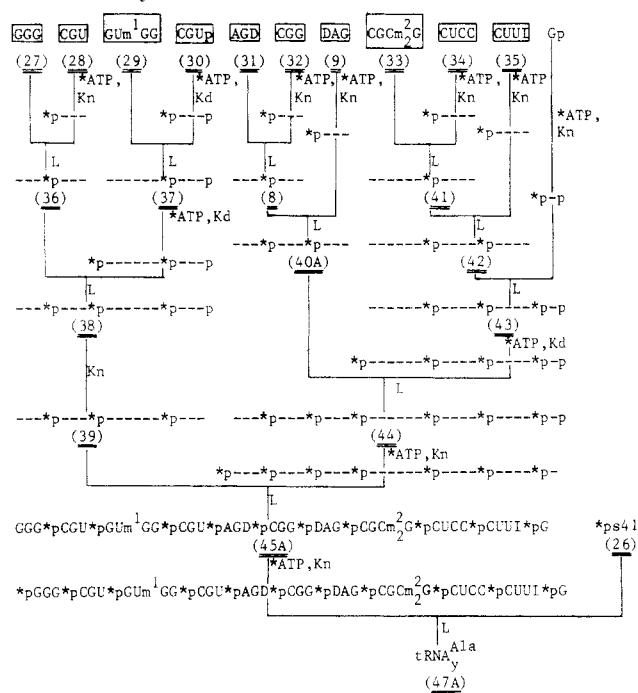 GGG CGU GUm¹GG CGUp AGD CGG DAG CGCm²₂G CUCC CUUI Gp
(27) (28) (29) (30) (31) (32) (9) (33) (34) (35)
*ATP, Kn *ATP, Kd *ATP, Kn *ATP, Kn *ATP, Kn *ATP, Kn *ATP, Kn
*p---- *p----p *p---- *p---- *p---- *p----
L L L L
----*p---- ----*p----p ----*p---- ----*p---- *p-p
(36) (37) (8) (41)
*ATP,Kd L L
*p----*p----p ----*p----*p---- ----*p----*p----
L (40A) (42) L
----*p----*p----*p----p ----*p----*p----*p-p
(38) (43)
*ATP,Kd
Kn *p----*p----*p----*p-p
L
----*p----*p----*p---- ----*p----*p----*p----*p----*p----*p-p
(39) (44)
*ATP,Kn
*p----*p----*p----*p----*p----*p----*p-
L
GGG*pCGU*pGUm¹GG*pCGU*pAGD*pCGG*pDAG*pCGCm²₂G*pCUCC*pCUUI*pG *ps41
(45A) (26)
*ATP,Kn
*pGGG*pCGU*pGUm¹GG*pCGU*pAGD*pCGG*pDAG*pCGCm²₂G*pCUCC*pCUUI*pG
L
tRNA Ala y
(47A)